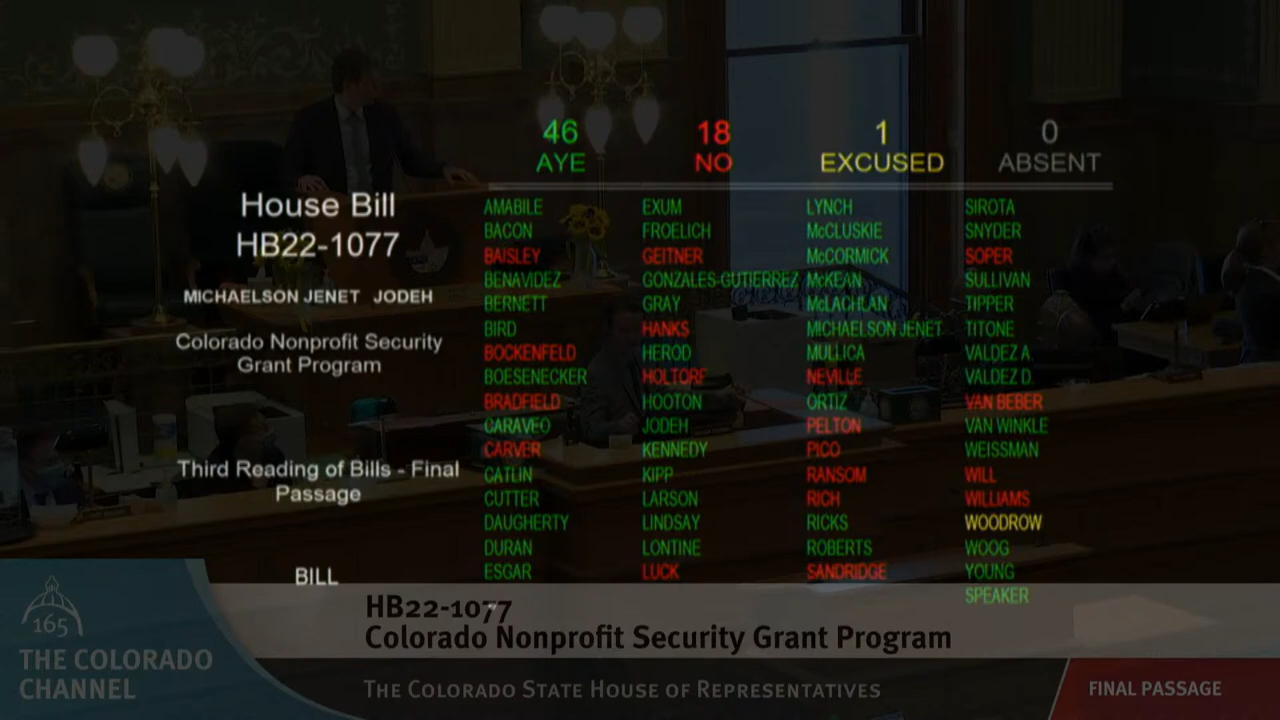 46 18 1 0
AYE NO EXCUSED ABSENT
House Bill
HB22-1077
MICHAELSON JENET JODEH
Colorado Nonprofit Security
Grant Program
Third Reading of Bills - Final
Passage
BILL
AMABILE EXUM LYNCH SIROTA
BACON FROELICH McCLUSKIE SNYDER
BAISLEY GEITNER McCORMICK SOPER
BENAVIDEZ GONZALES-GUTIERREZ McKEAN SULLIVAN
BERNETT GRAY McLACHLAN TIPPER
BIRD HANKS MICHAELSON JENET TITONE
BOCKENFELD HEROD MULLICA VALDEZ A.
BOESENECKER HOLTORF NEVILLE VALDEZ D.
BRADFIELD HOOTON ORTIZ VAN BEBER
CARAVEO JODEH PELTON VAN WINKLE
CARVER KENNEDY PICO WEISSMAN
CATLIN KIPP RANSOM WILL
CUTTER LARSON RICH WILLIAMS
DAUGHERTY LINDSAY RICKS WOODROW
DURAN LONTINE ROBERTS WOOG
ESGAR LUCK SANDRIDGE YOUNG
SPEAKER
165
THE COLORADO
CHANNEL
HB22-1077
Colorado Nonprofit Security Grant Program
THE COLORADO STATE HOUSE OF REPRESENTATIVES
FINAL PASSAGE